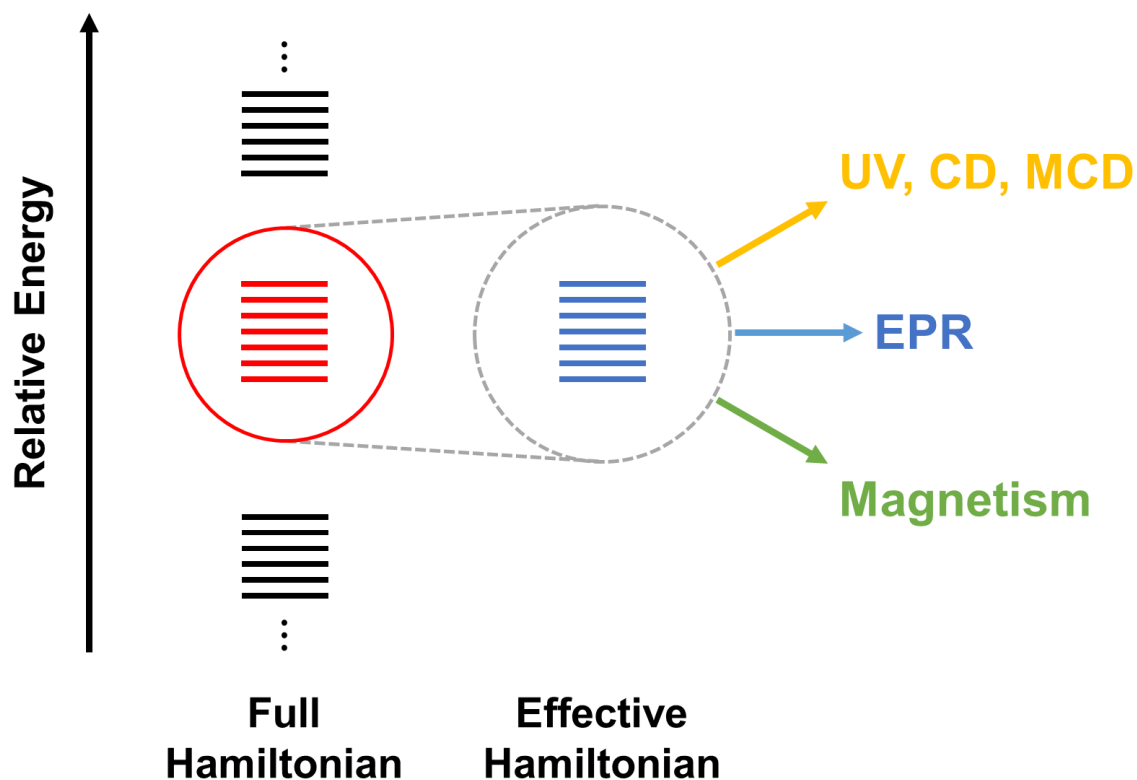 Relative Energy
UV, CD, MCD
EPR
Magnetism
Full
Hamiltonian
Effective
Hamiltonian